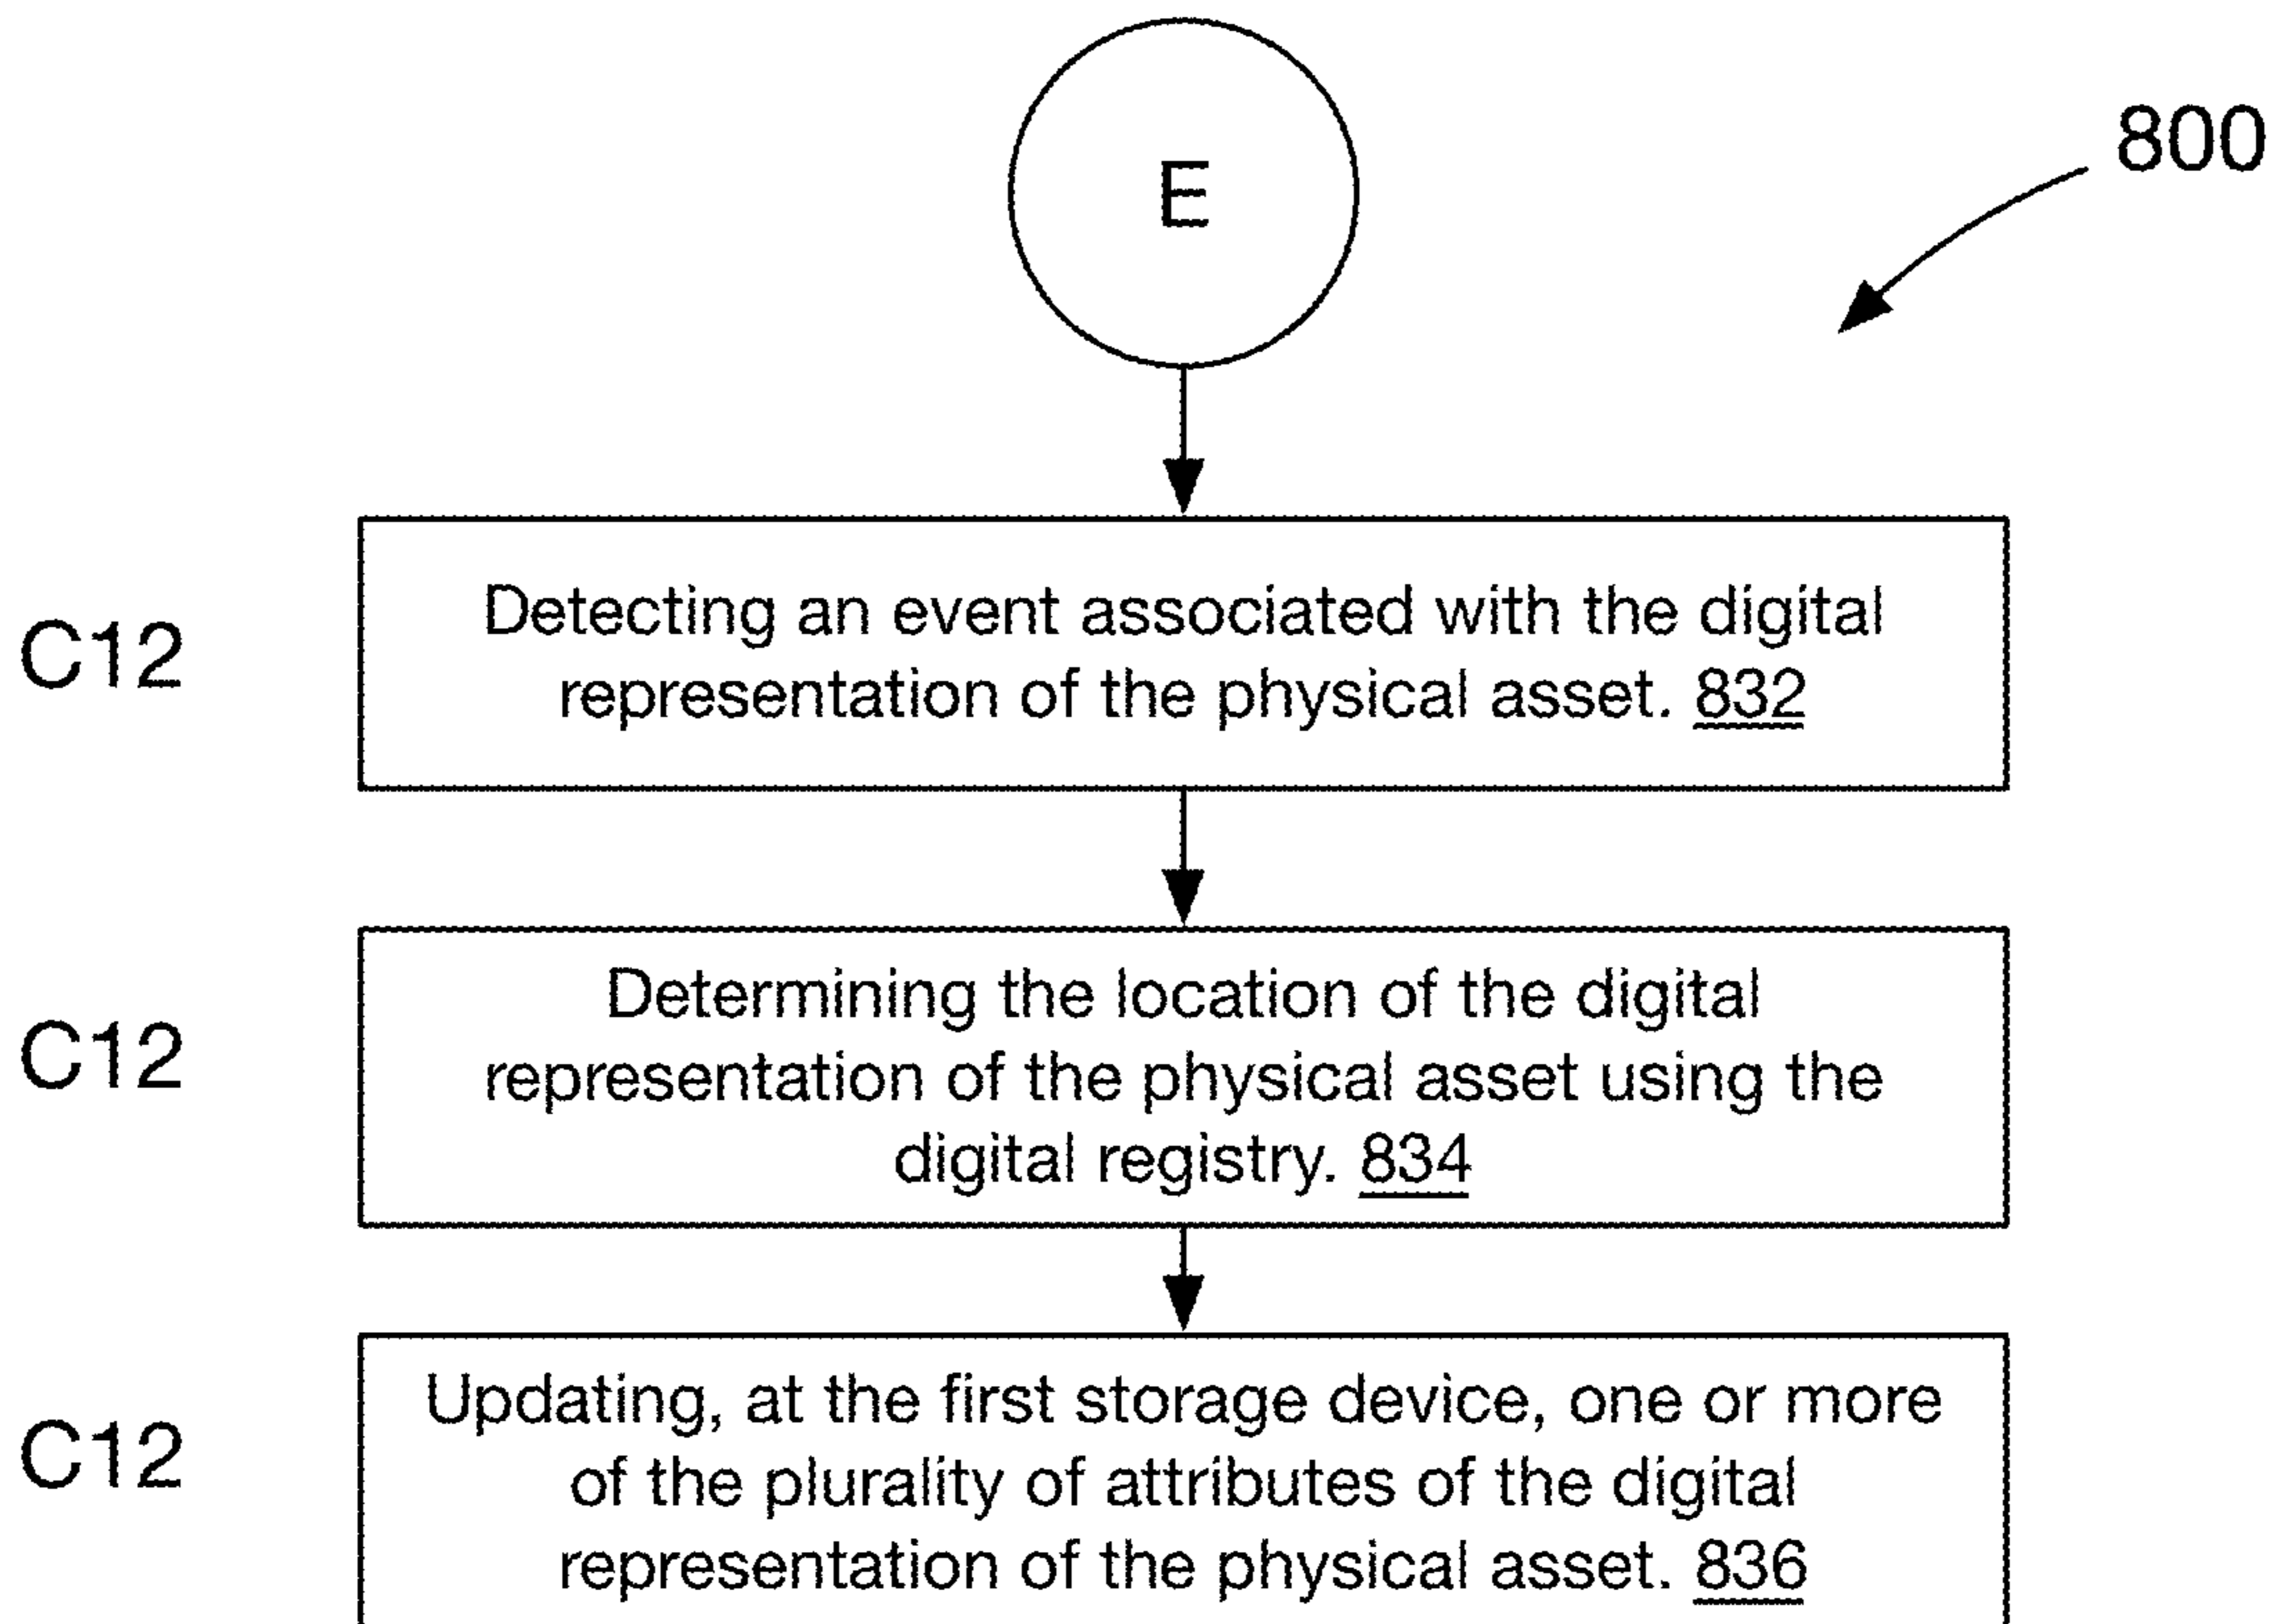 E
800
C12
Detecting an event associated with the digital
representation of the physical asset. 832
C12
Determining the location of the digital
representation of the physical asset using the
digital registry. 834
C12
Updating, at the first storage device, one or more
of the plurality of attributes of the digital
representation of the physical asset. 836